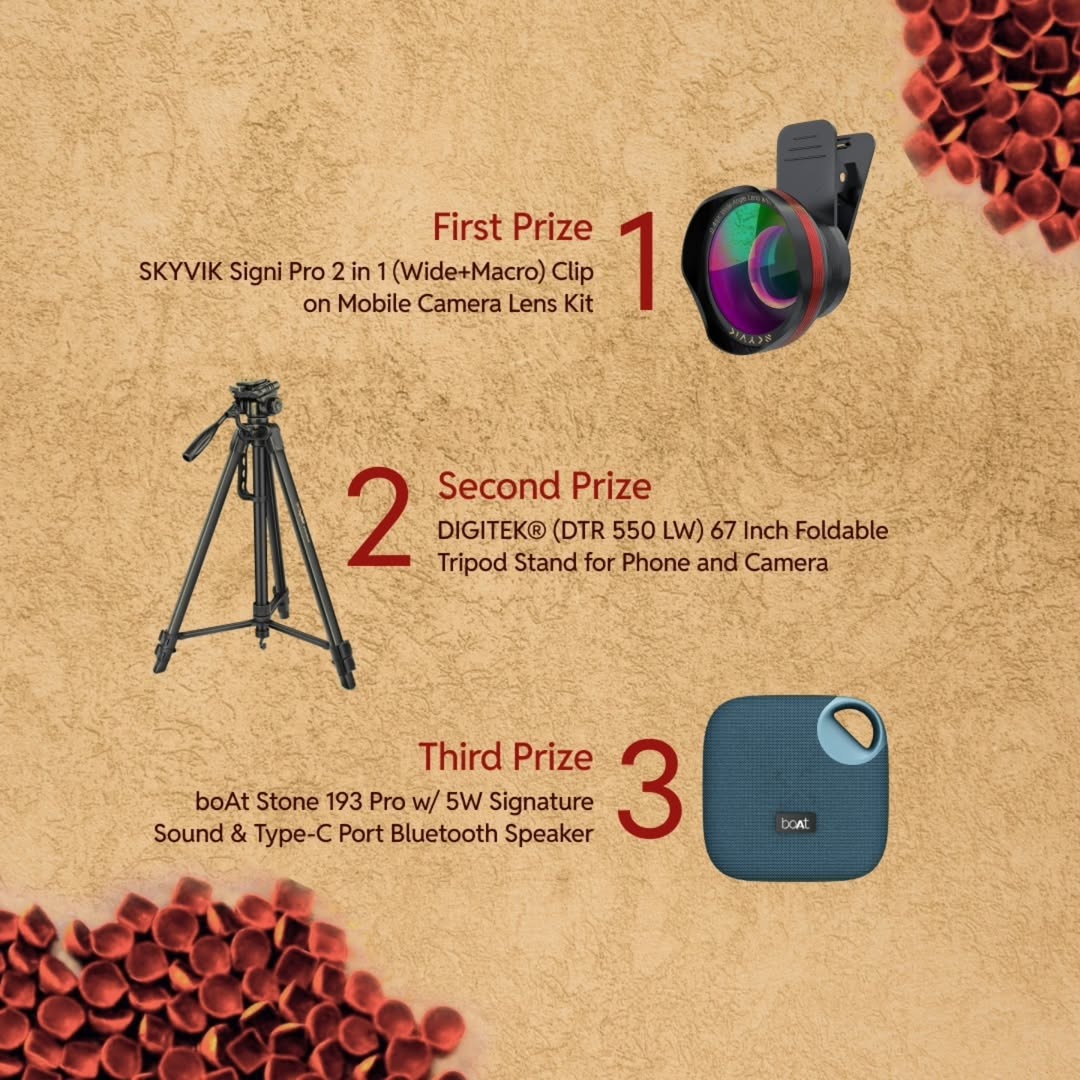 First Prize
1
SKYVIK Signi Pro 2 in 1 (Wide+Macro) Clip
on Mobile Camera Lens Kit
SKYVIK
2
Second Prize
DIGITEK® (DTR 550 LW) 67 Inch Foldable
Tripod Stand for Phone and Camera
Third Prize
3
boAt Stone 193 Pro w/ 5W Signature
Sound & Type-C Port Bluetooth Speaker
boAt